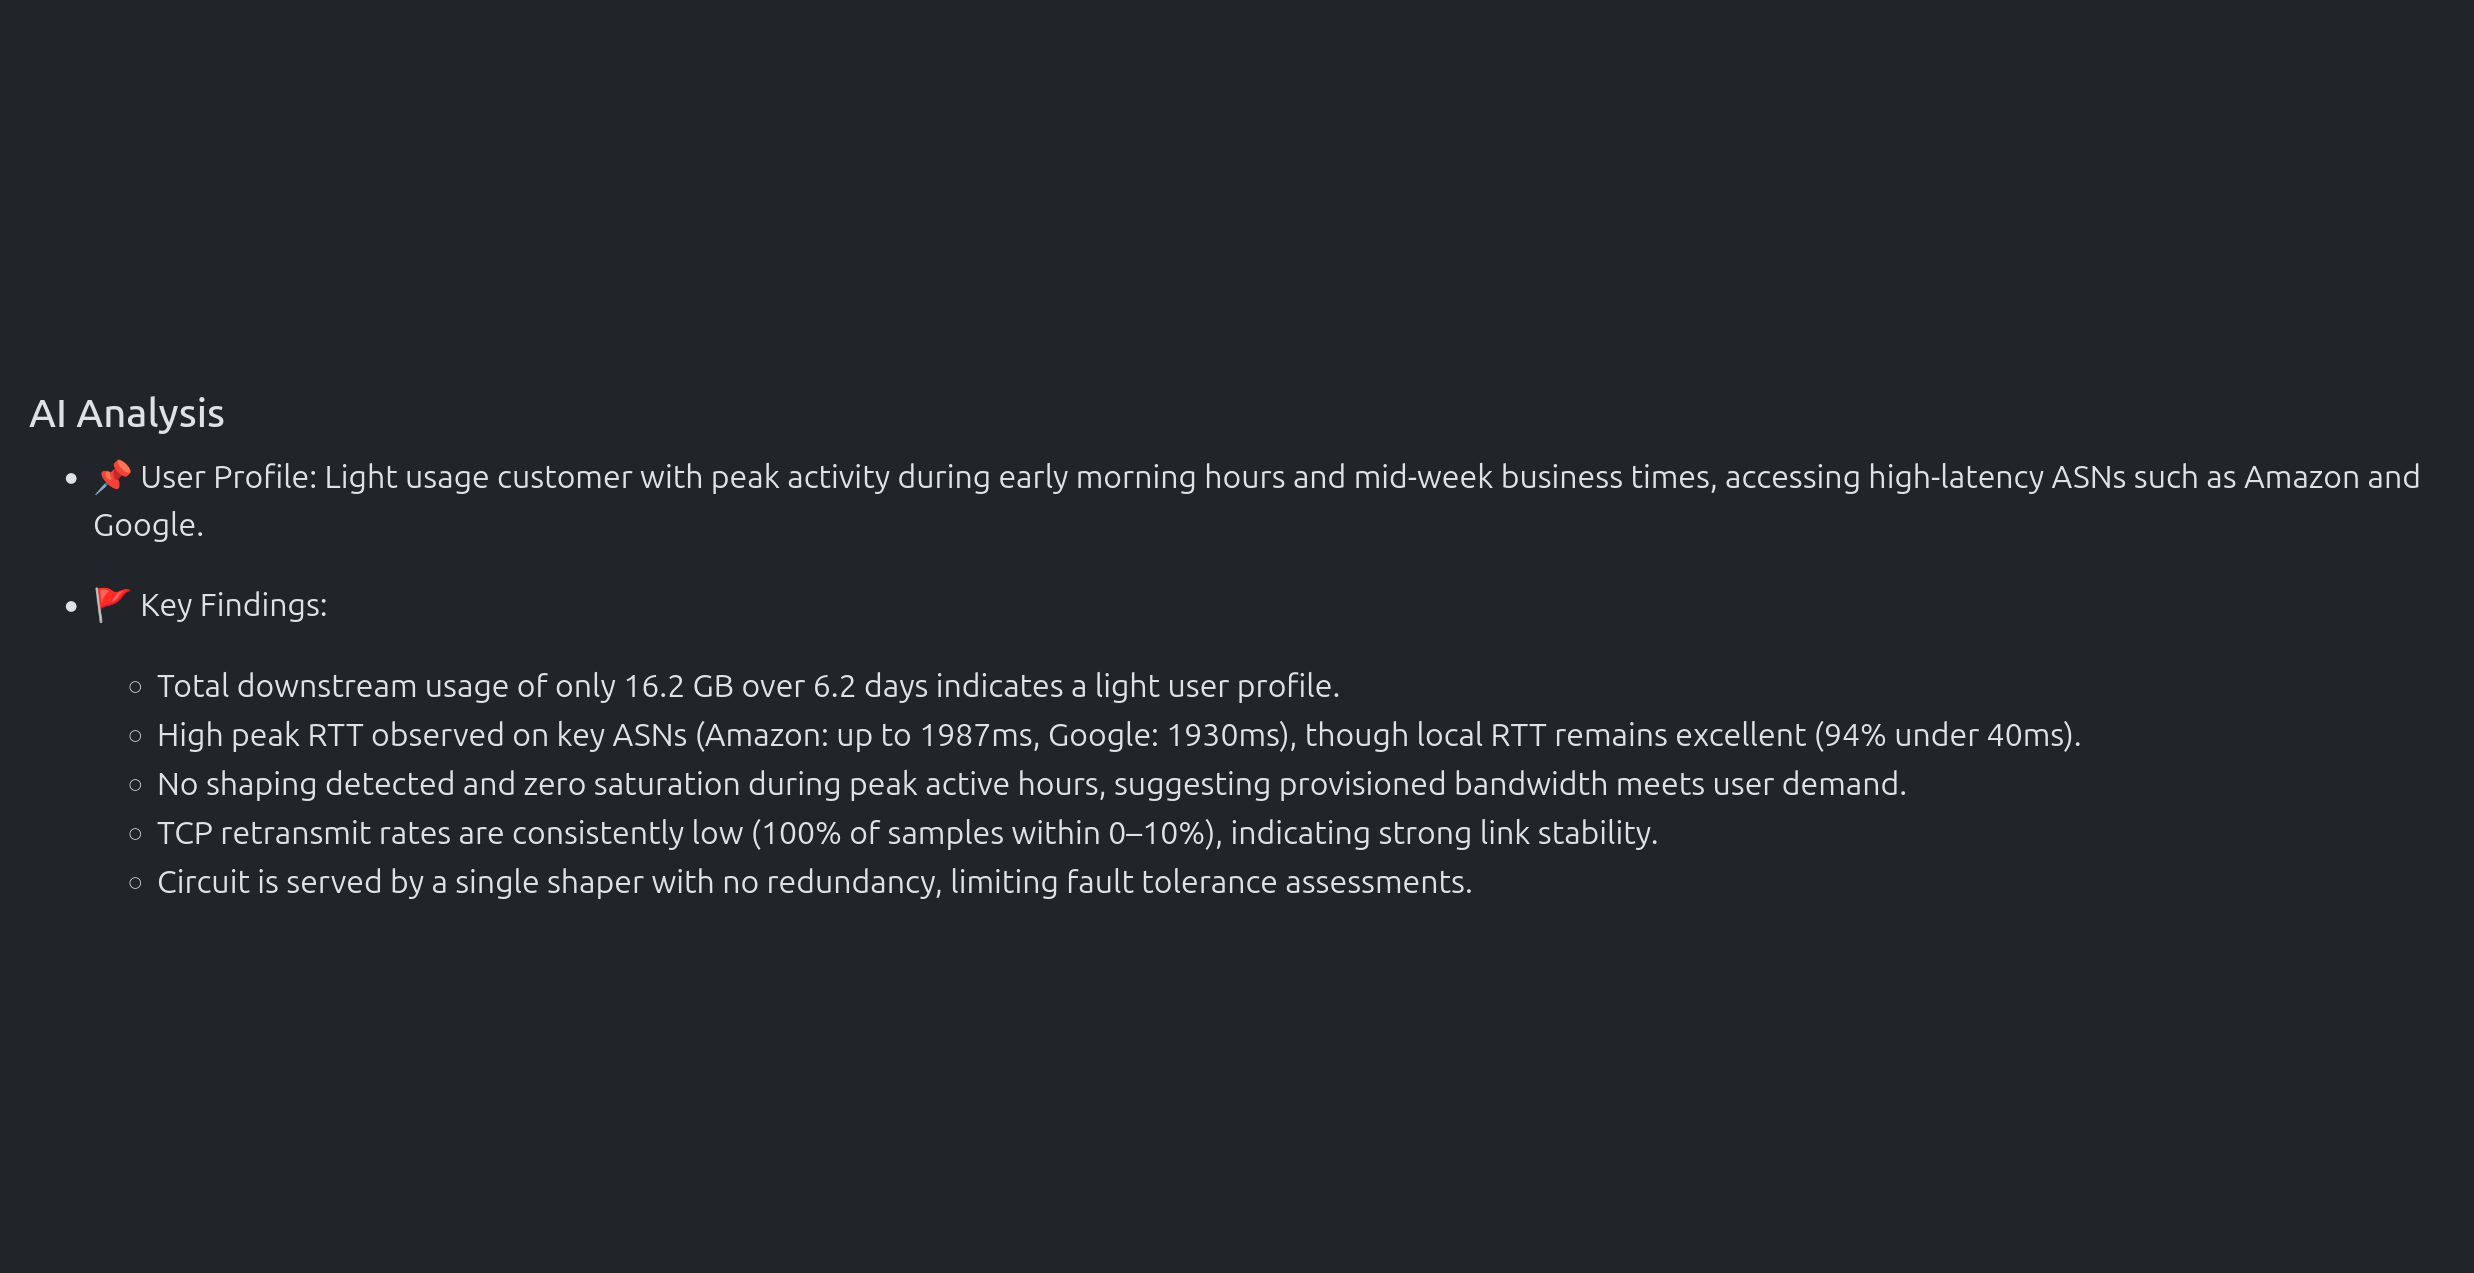 AI Analysis
• 📌 User Profile: Light usage customer with peak activity during early morning hours and mid-week business times, accessing high-latency ASNs such as Amazon and
Google.
• 🚩 Key Findings:
◦ Total downstream usage of only 16.2 GB over 6.2 days indicates a light user profile.
◦ High peak RTT observed on key ASNs (Amazon: up to 1987ms, Google: 1930ms), though local RTT remains excellent (94% under 40ms).
◦ No shaping detected and zero saturation during peak active hours, suggesting provisioned bandwidth meets user demand.
◦ TCP retransmit rates are consistently low (100% of samples within 0–10%), indicating strong link stability.
◦ Circuit is served by a single shaper with no redundancy, limiting fault tolerance assessments.